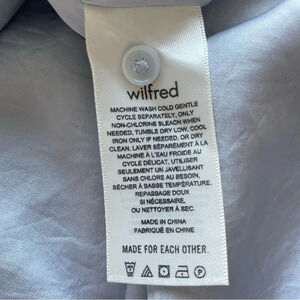 wilfred
MACHINE WASH COLD GENTLE
CYCLE SEPARATELY, ONLY
NON-CHLORINE BLEACH WHEN
NEEDED, TUMBLE DRY LOW, COOL
IRON ONLY IF NEEDED, OR DRY
CLEAN. LAVER SÉPARÉMENT À LA
MACHINE À L'EAU FROIDE AU
CYCLE DÉLICAT, UTILISER
SEULEMENT UN JAVELLISANT
SANS CHLORE AU BESOIN,
SÉCHER À BASSE TEMPÉRATURE,
REPASSAGE DOUX
SI NÉCESSAIRE,
OU NETTOYER À SEC.
MADE IN CHINA
FABRIQUÉ EN CHINE
MADE FOR EACH OTHER.